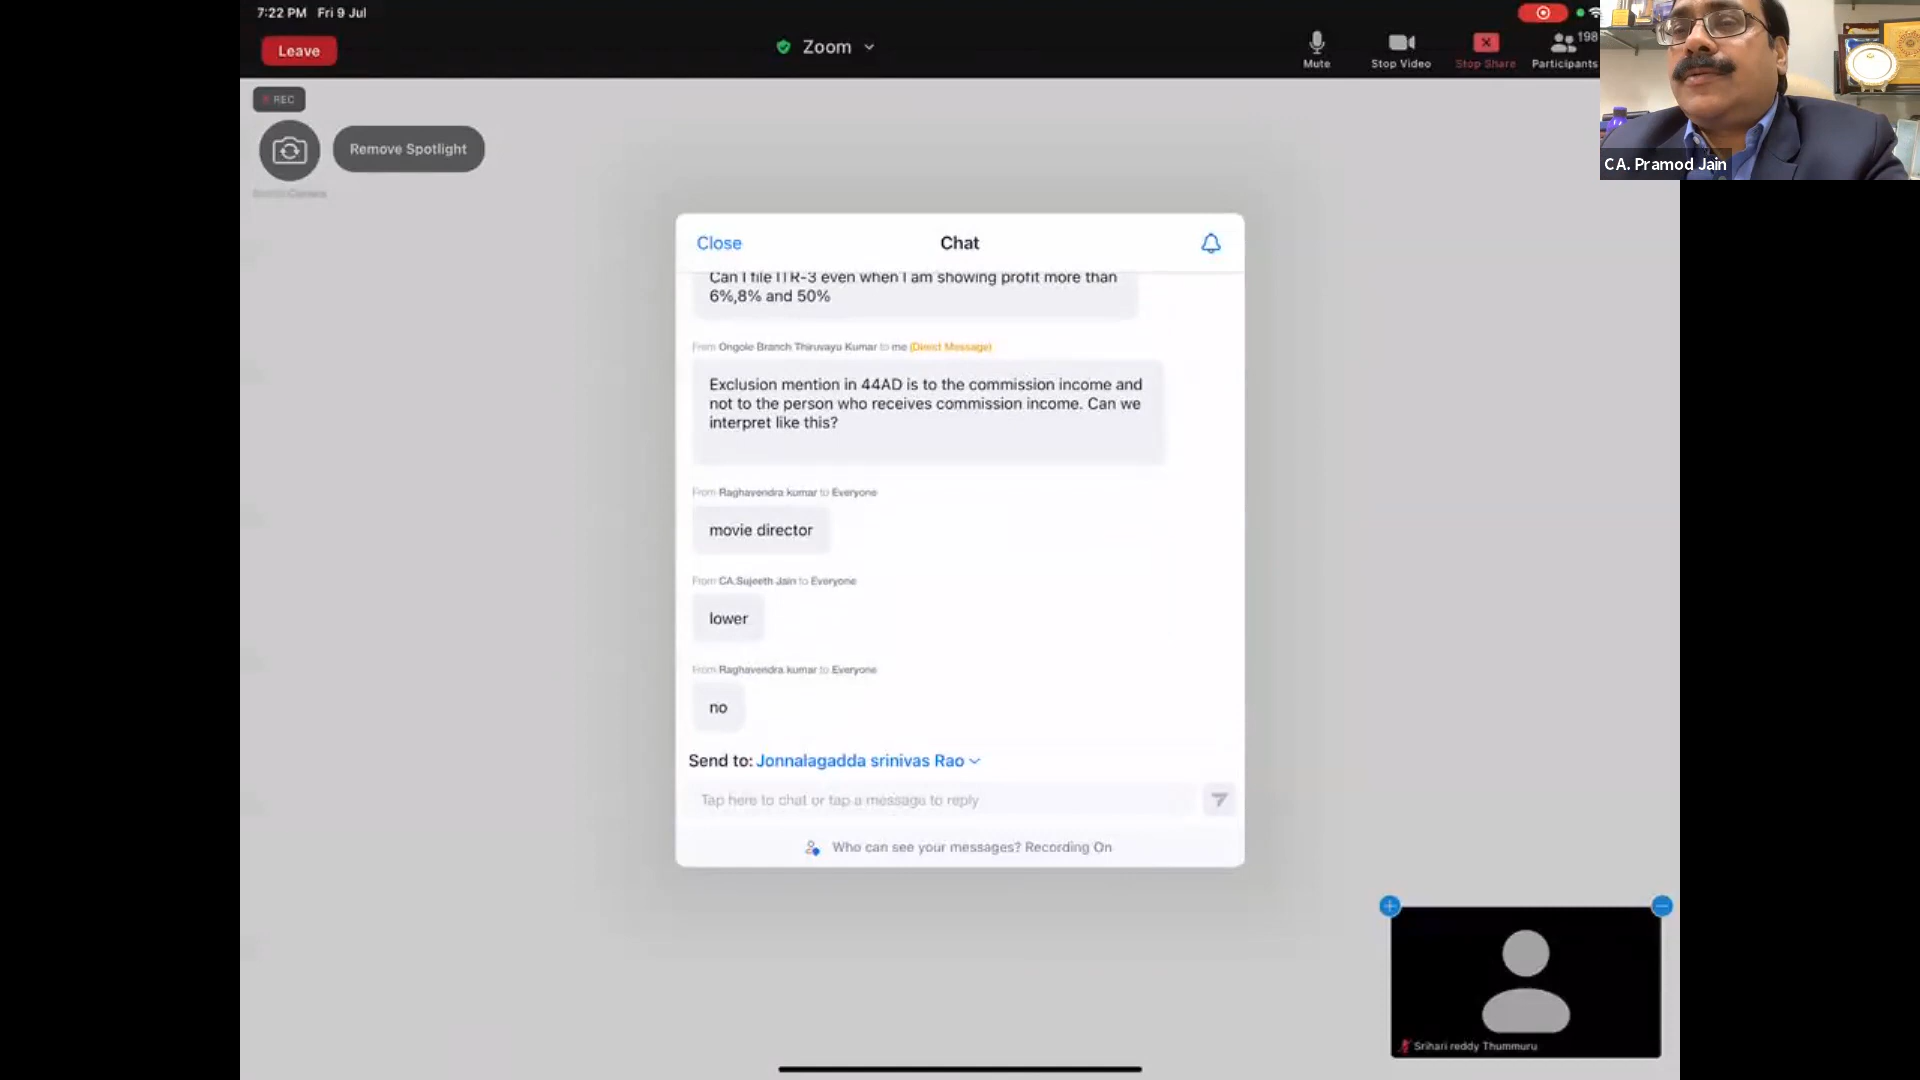 7:22 PM Fri 9 Jul
Leave
Zoom
Mute
Stop Video
Stop Share
198
Participants
CA. Pramod Jain
REC
Remove Spotlight
Close
Chat
Can I file ITR-3 even when I am showing profit more than
6%,8% and 50%
From Ongole Branch Thiruvayu Kumar to me (Direct Message)
Exclusion mention in 44AD is to the commission income and
not to the person who receives commission income. Can we
interpret like this?
From Raghavendra kumar to Everyone
movie director
From CA.Sujeeth Jain to Everyone
lower
From Raghavendra kumar to Everyone
no
Send to: Jonnalagadda srinivas Rao
Tap here to chat or tap a message to reply
Who can see your messages? Recording On
Srihari reddy Thummuru